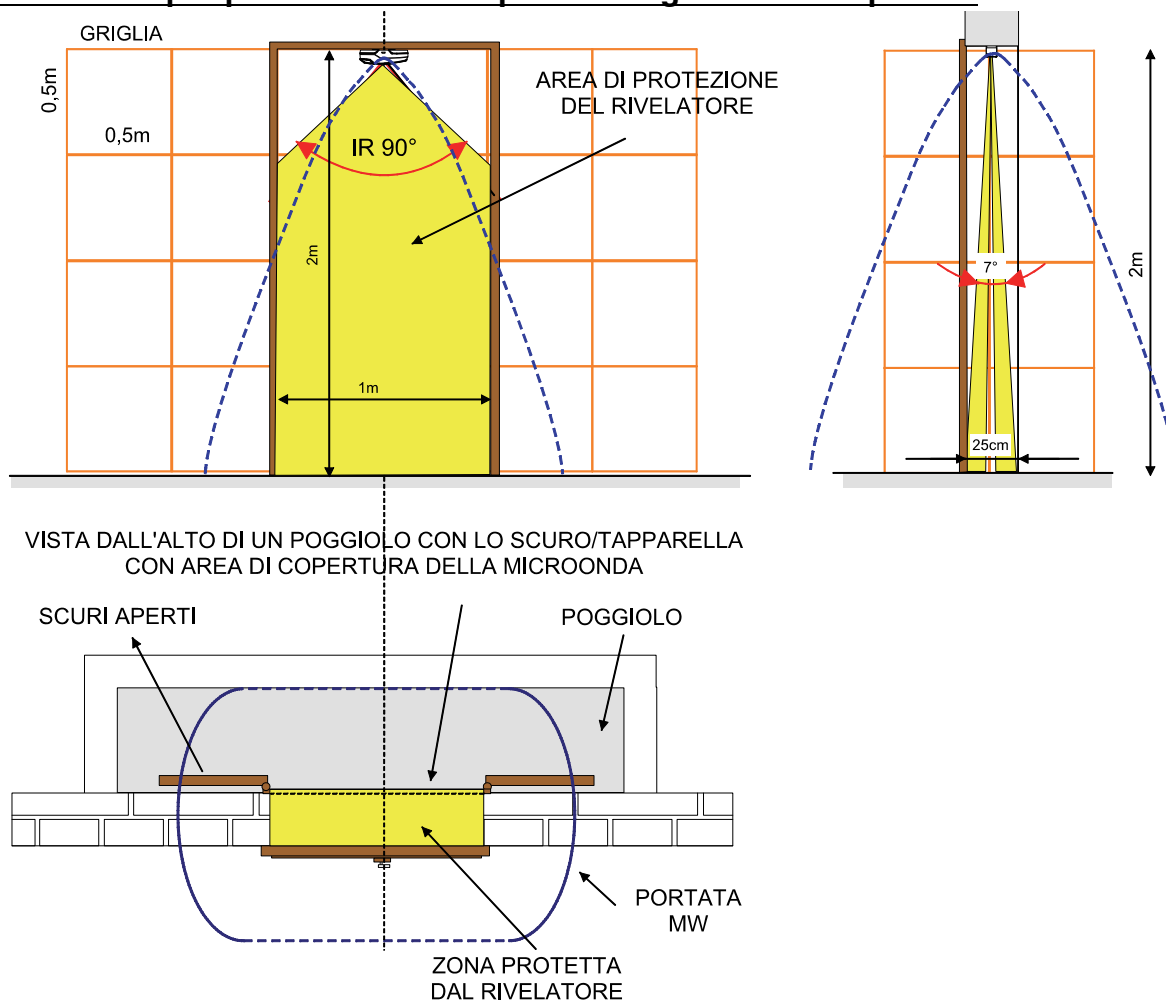 GRIGLIA
0,5m
0,5m
AREA DI PROTEZIONE
DEL RIVELATORE
IR 90°
2m
1m
7°
25cm
2m
VISTA DALL'ALTO DI UN POGGIOLO CON LO SCURO/TAPPARELLA
CON AREA DI COPERTURA DELLA MICROONDA
SCURI APERTI
POGGIOLO
PORTATA
MW
ZONA PROTETTA
DAL RIVELATORE